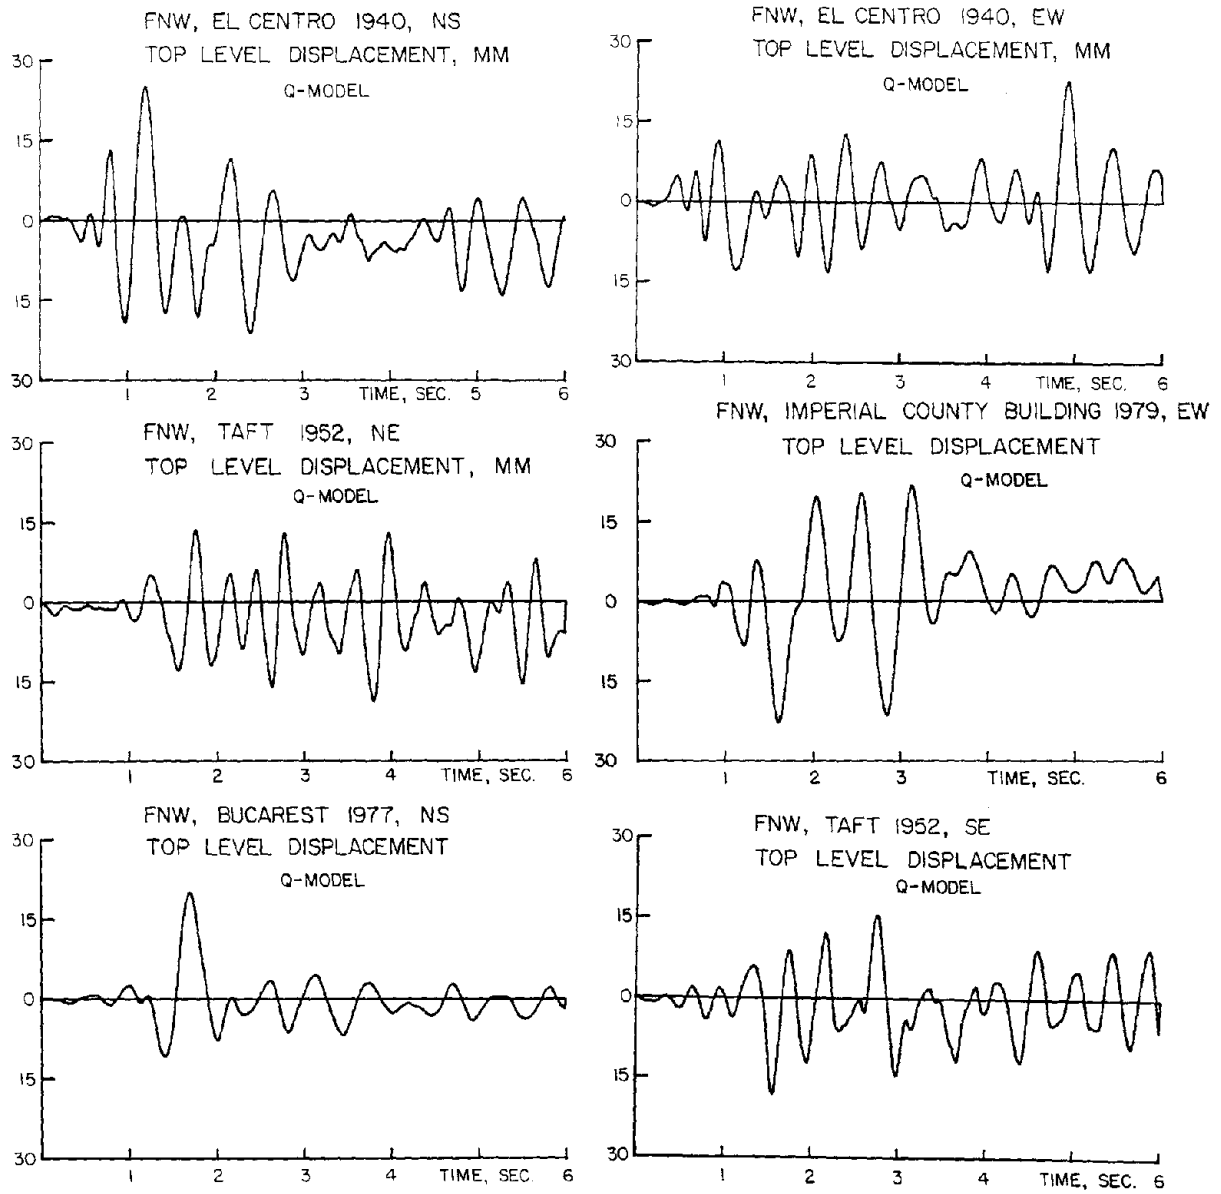 FNW, EL CENTRO 1940, NS
TOP LEVEL DISPLACEMENT, MM
Q-MODEL
30
15
0
15
30
1 2 3 TIME, SEC. 5 6
FNW, EL CENTRO 1940, EW
TOP LEVEL DISPLACEMENT, MM
Q-MODEL
30
15
0
15
30
1 2 3 4 TIME, SEC. 6
FNW, TAFT 1952, NE
TOP LEVEL DISPLACEMENT, MM
Q-MODEL
30
15
0
15
30
1 2 3 4 TIME, SEC. 6
FNW, IMPERIAL COUNTY BUILDING 1979, EW
TOP LEVEL DISPLACEMENT
Q-MODEL
30
15
0
15
30
1 2 3 TIME, SEC. 6
FNW, BUCAREST 1977, NS
TOP LEVEL DISPLACEMENT
Q-MODEL
30
15
0
15
30
1 2 3 4 TIME, SEC. 6
FNW, TAFT 1952, SE
TOP LEVEL DISPLACEMENT
Q-MODEL
30
15
0
15
30
1 2 3 4 TIME, SEC. 6